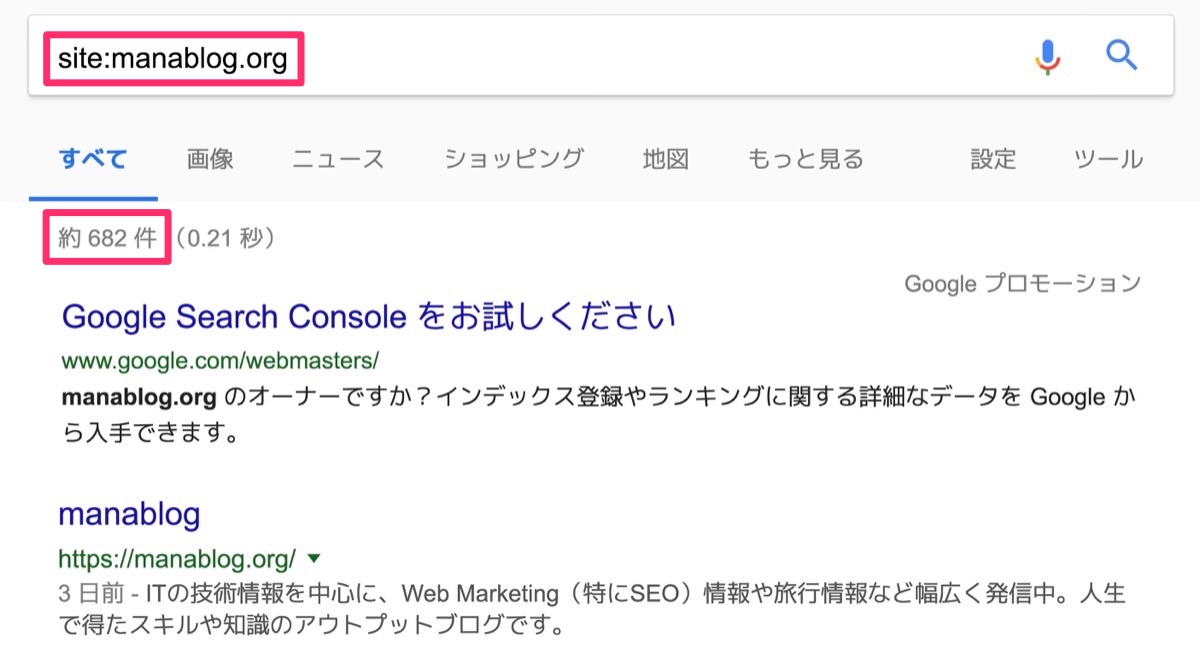 site:manablog.org
すべて 画像 ニュース ショッピング 地図 もっと見る 設定 ツール
約 682 件 （0.21 秒）
Google プロモーション
Google Search Console をお試しください
www.google.com/webmasters/
manablog.org のオーナーですか？インデックス登録やランキングに関する詳細なデータを Google か
ら入手できます。
manablog
https://manablog.org/ ▼
3 日前 - ITの技術情報を中心に、Web Marketing（特にSEO）情報や旅行情報など幅広く発信中。人生
で得たスキルや知識のアウトプットブログです。